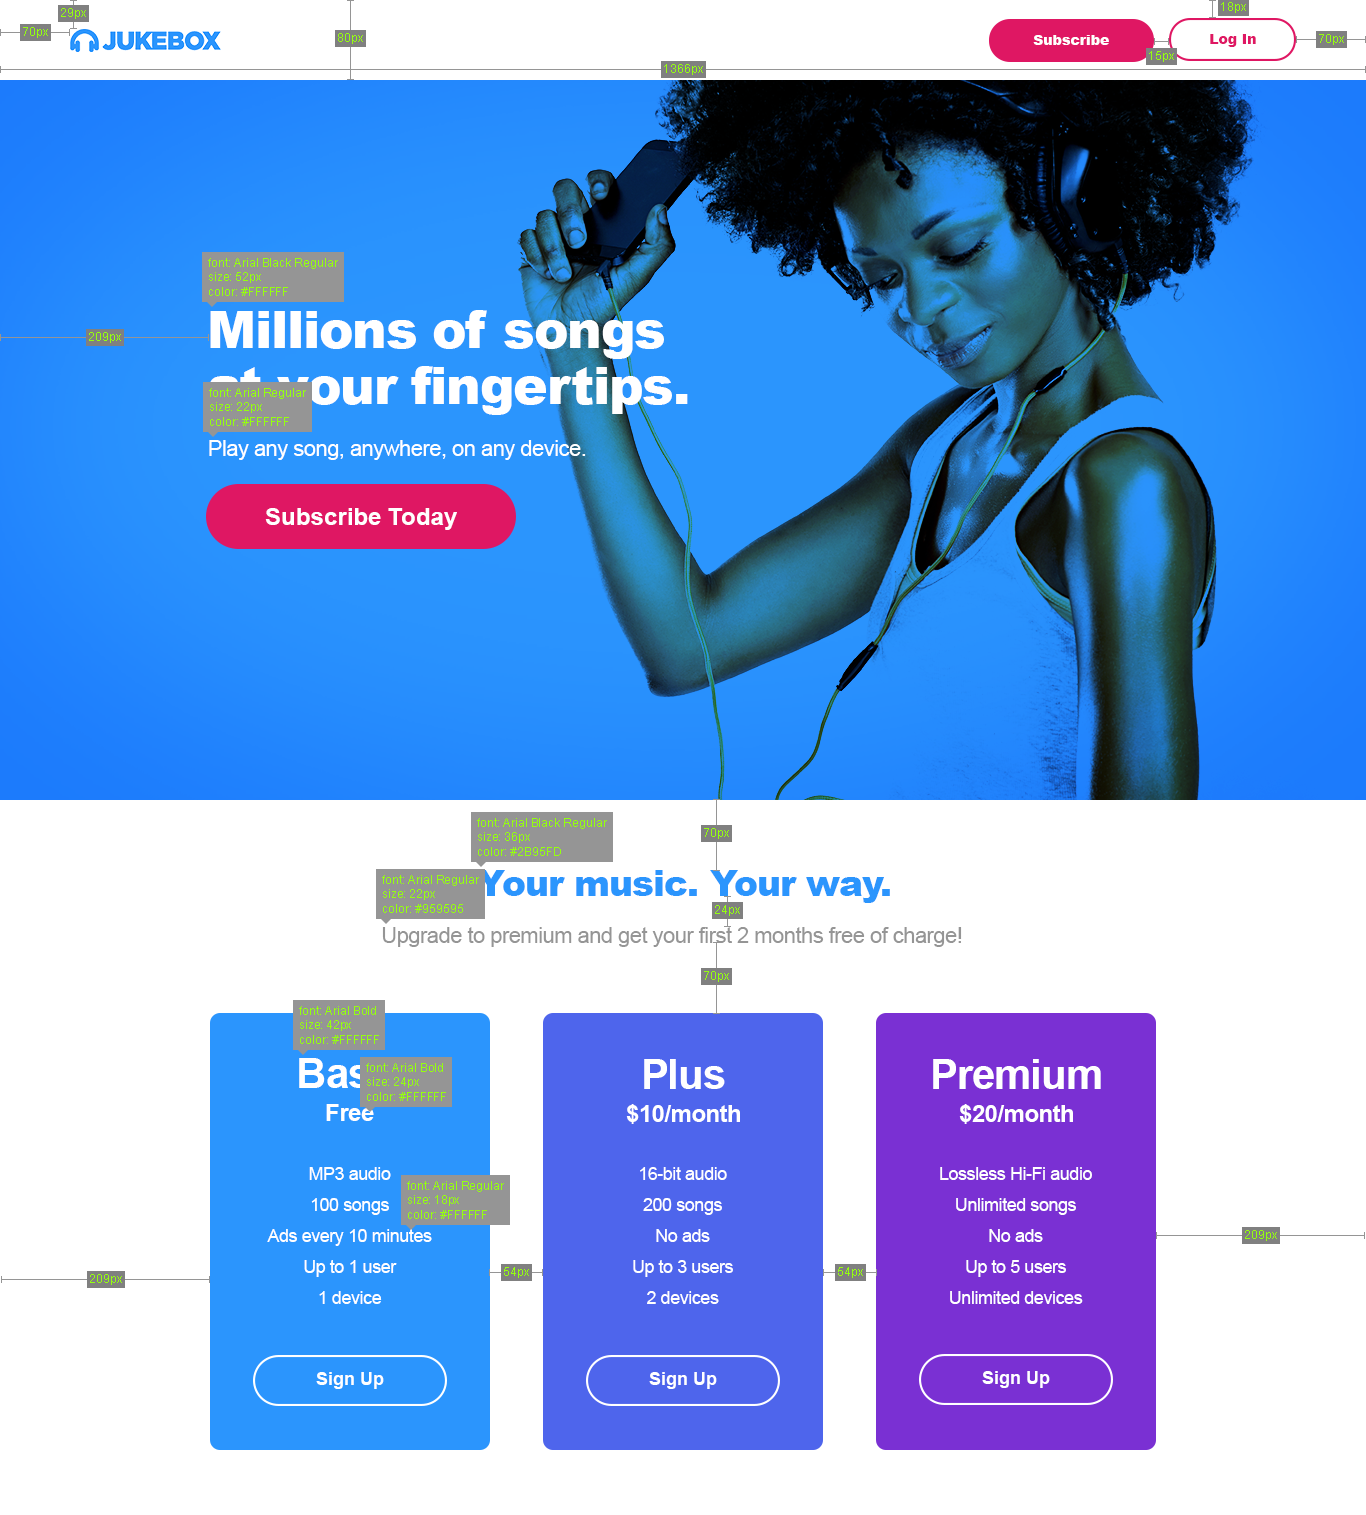 29px
18px
70px
JUKEBOX
80px
Subscribe
15px
Log In
70px
1366px
font: Arial Black Regular
size: 52px
color: #FFFFFF
209px
Millions of songs
your fingertips.
font: Arial Regular
size: 22px
color: #FFFFFF
Play any song, anywhere, on any device.
Subscribe Today
font: Arial Black Regular
size: 36px
color: #2B95FD
70px
Your music. Your way.
font: Arial Regular
size: 22px
color: #959595
24px
Upgrade to premium and get your first 2 months free of charge!
70px
font: Arial Bold
size: 42px
color: #FFFFFF
Bas
font: Arial Bold
size: 24px
color: #FFFFFF
Free
MP3 audio
100 songs
font: Arial Regular
size: 18px
color: #FFFFFF
Ads every 10 minutes
Up to 1 user
1 device
Sign Up
209px
54px
Plus
$10/month
16-bit audio
200 songs
No ads
Up to 3 users
2 devices
Sign Up
54px
Premium
$20/month
Lossless Hi-Fi audio
Unlimited songs
No ads
Up to 5 users
Unlimited devices
Sign Up
209px